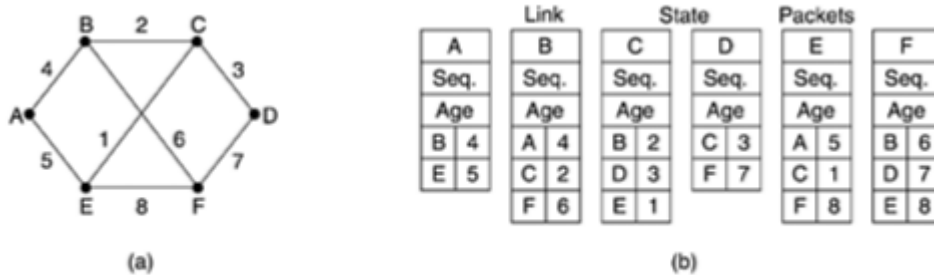 B 2 C
4 3
A D
1 6
5 7
E 8 F
(a)
Link State Packets
A B C D E F
Seq. Seq. Seq. Seq. Seq. Seq.
Age Age Age Age Age Age
B 4 A 4 B 2 C 3 A 5 B 6
E 5 C 2 D 3 F 7 C 1 D 7
F 6 E 1 F 8 E 8
(b)